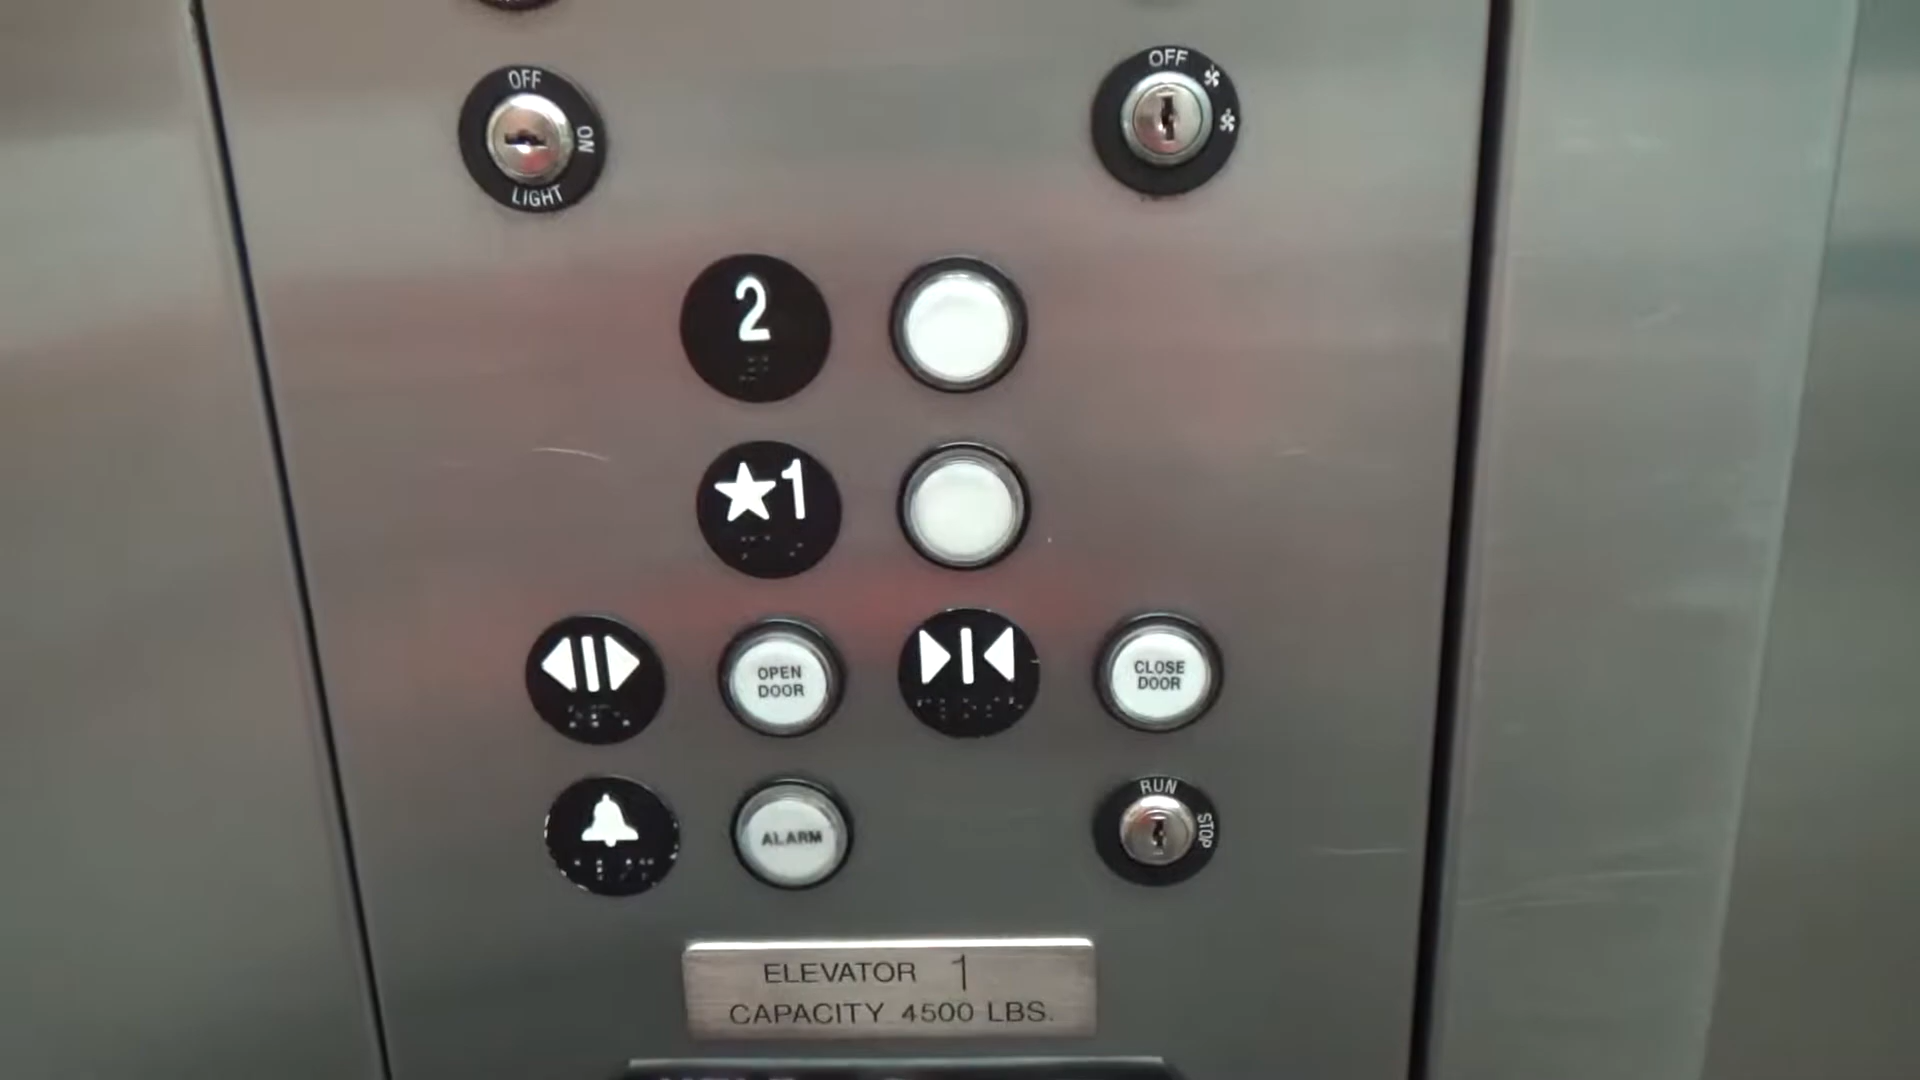 OFF
ON
LIGHT
OFF
2
★1
OPEN
DOOR
CLOSE
DOOR
ALARM
RUN
STOP
ELEVATOR 1
CAPACITY 4500 LBS.